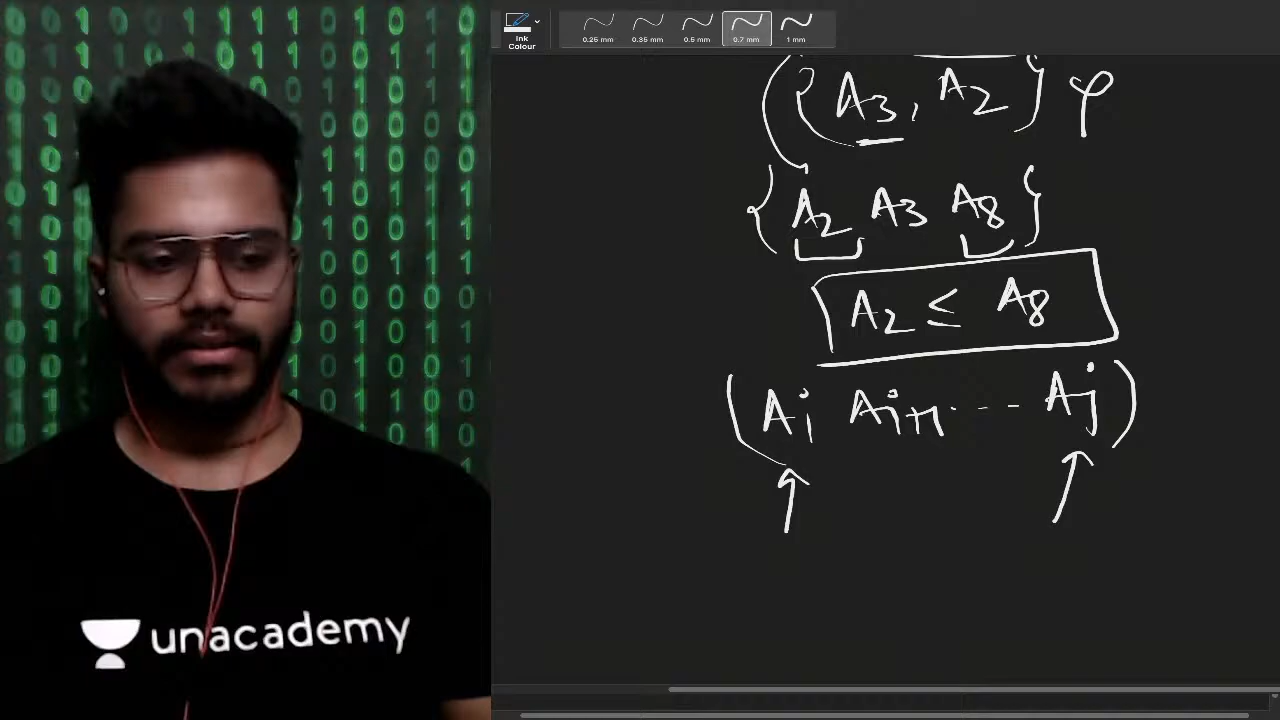 Ink
Colour
0.25 mm 0.35 mm 0.5 mm 0.7 mm 1 mm
{A3, A2} φ
{A2 A3 A8}
A2 ≤ A8
(Ai Ai+1 --- Aj)
unacademy